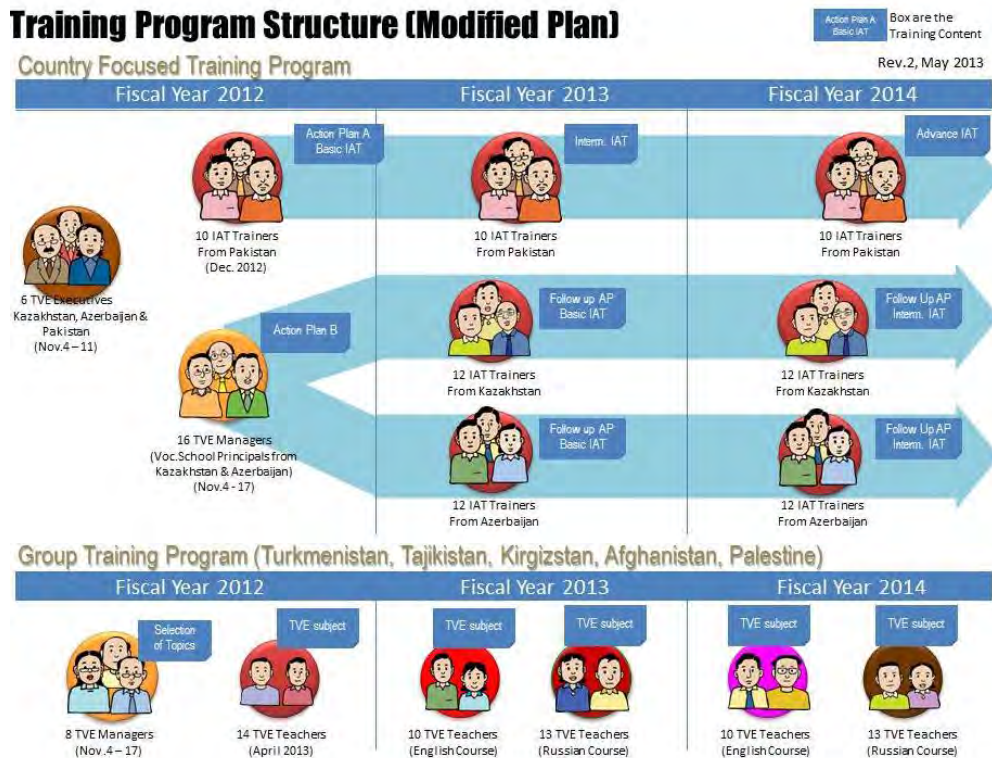 Training Program Structure (Modified Plan)
Action Plan A
Basic IAT
Box are the
Training Content
Country Focused Training Program
Rev.2, May 2013
Fiscal Year 2012
Fiscal Year 2013
Fiscal Year 2014
Action Plan A
Basic IAT
Interm. IAT
Advance IAT
10 IAT Trainers
From Pakistan
(Dec. 2012)
10 IAT Trainers
From Pakistan
10 IAT Trainers
From Pakistan
6 TVE Executives
Kazakhstan, Azerbaijan &
Pakistan
(Nov.4 – 11)
Action Plan B
Follow up AP
Basic IAT
Follow Up AP
Interm. IAT
12 IAT Trainers
From Kazakhstan
12 IAT Trainers
From Kazakhstan
16 TVE Managers
(Voc.School Principals from
Kazakhstan & Azerbaijan)
(Nov.4 - 17)
Follow up AP
Basic IAT
Follow Up AP
Interm. IAT
12 IAT Trainers
From Azerbaijan
12 IAT Trainers
From Azerbaijan
Group Training Program (Turkmenistan, Tajikistan, Kirgizstan, Afghanistan, Palestine)
Fiscal Year 2012
Fiscal Year 2013
Fiscal Year 2014
Selection
of Topics
TVE subject
TVE subject
TVE subject
TVE subject
TVE subject
8 TVE Managers
(Nov.4 – 17)
14 TVE Teachers
(April 2013)
10 TVE Teachers
(English Course)
13 TVE Teachers
(Russian Course)
10 TVE Teachers
(English Course)
13 TVE Teachers
(Russian Course)